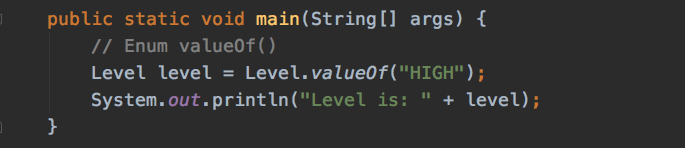 public static void main(String[] args) {
// Enum valueOf()
Level level = Level.valueOf("HIGH");
System.out.println("Level is: " + level);
}